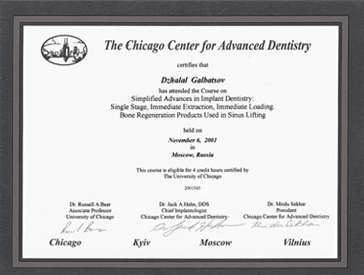 The Chicago Center for Advanced Dentistry
certifies that
Dzhalal Galbatsov
has attended the Course on
Simplified Advances in Implant Dentistry:
Single Stage, Immediate Extraction, Immediate Loading.
Bone Regeneration Products Used in Sinus Lifting
held on
November 6, 2001
in
Moscow, Russia
This course is eligible for 4 credit hours certified by
The University of Chicago
2001545
Dr. Russell A Baer Dr. Jack A Hahn, DDS Dr. Mridu Sekhar
Associate Professor Chief Implantologist President
University of Chicago Chicago Center for Advanced Dentistry Chicago Center for Advanced Dentistry
Chicago Kyiv Moscow Vilnius